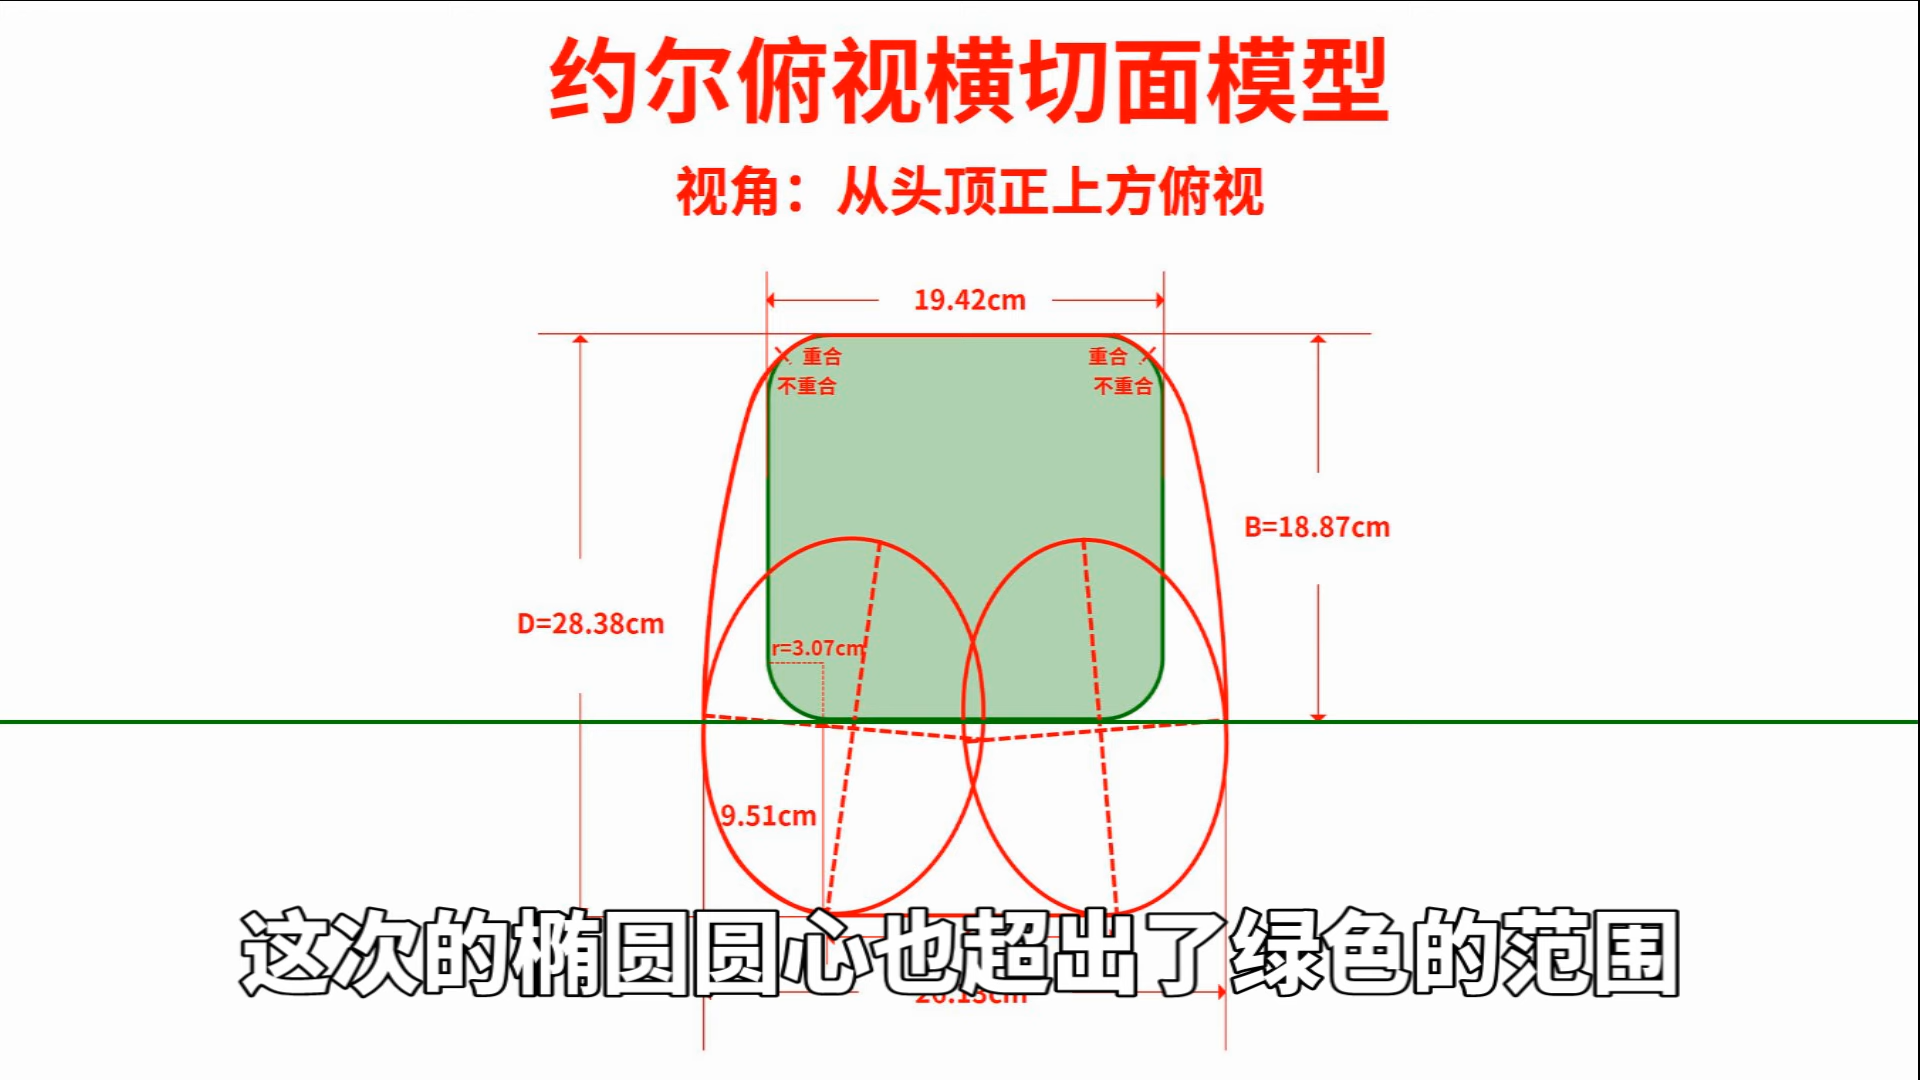 约尔俯视横切面模型
视角：从头顶正上方俯视
19.42cm
重合
重合
不重合
不重合
B=18.87cm
D=28.38cm
r=3.07cm
9.51cm
这次的椭圆圆心也超出了绿色的范围